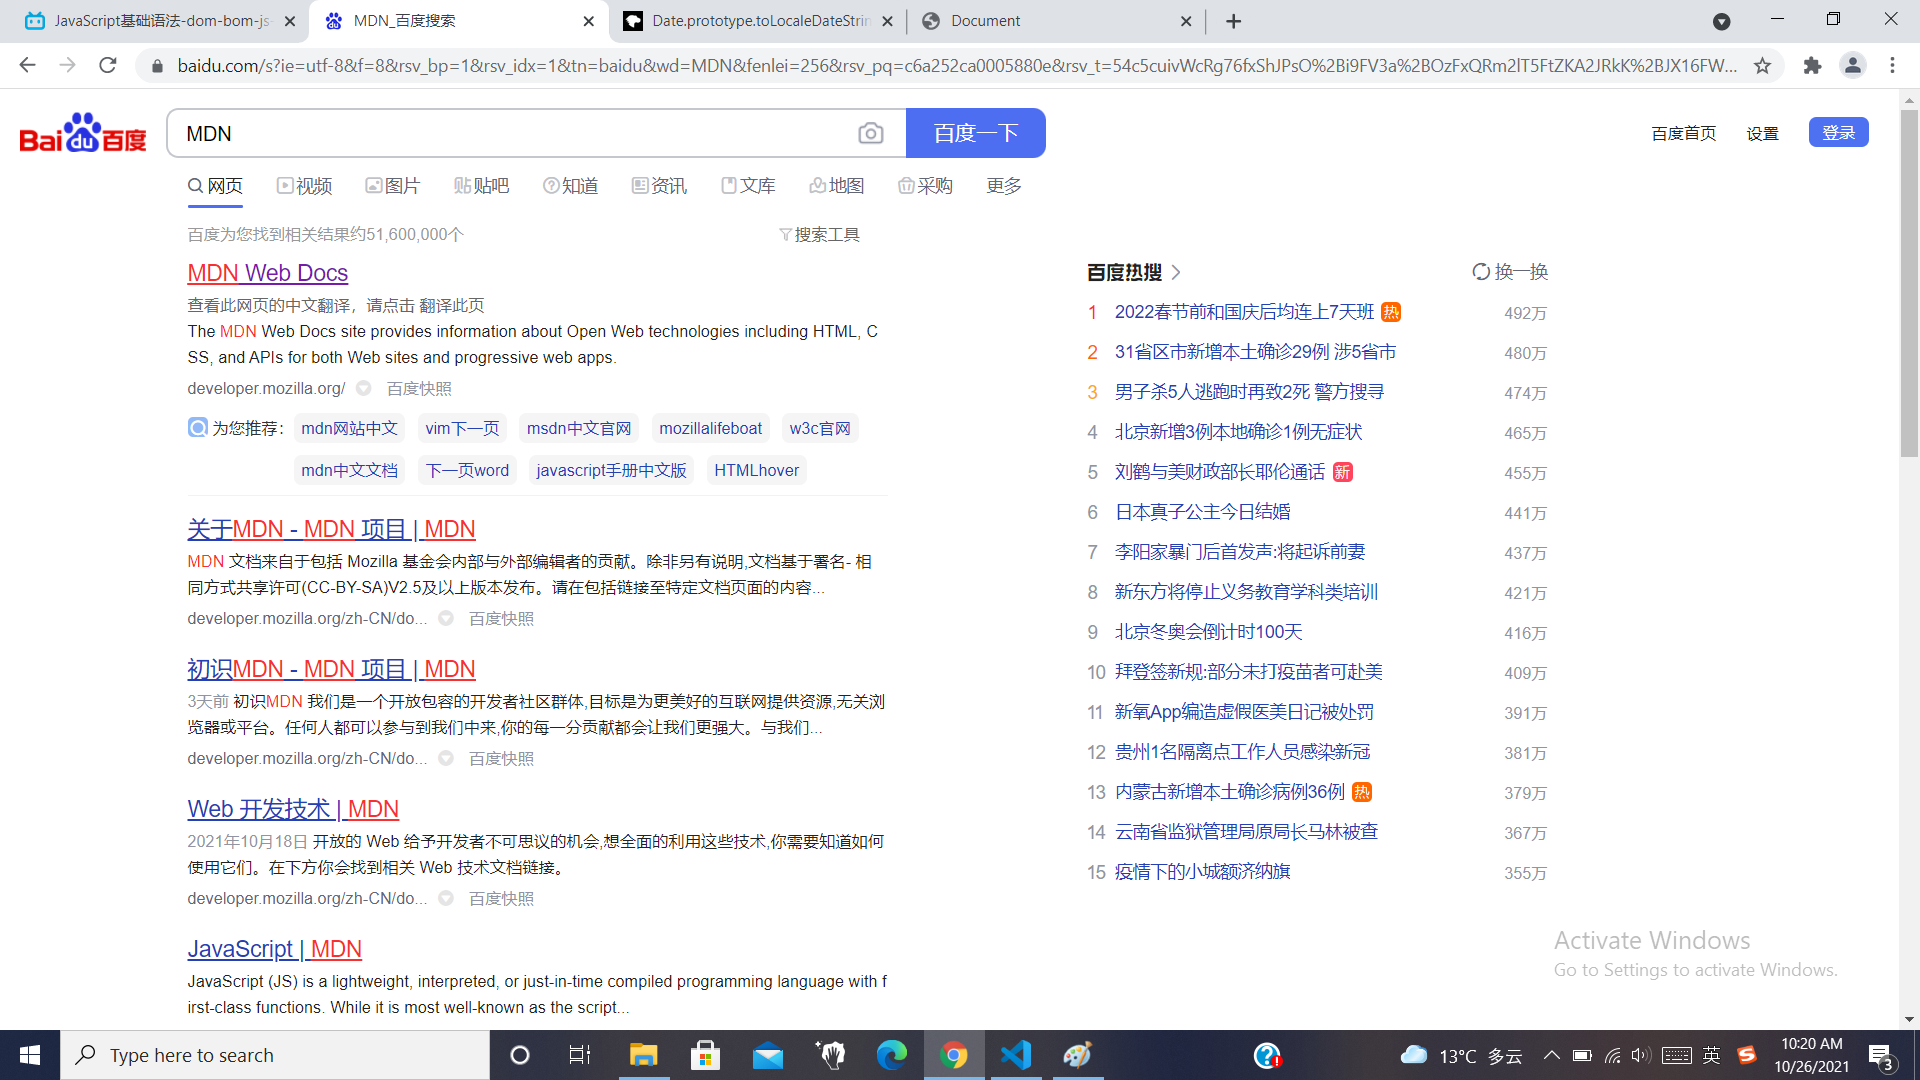 JavaScript基础语法-dom-bom-js-
MDN_百度搜索
Date.prototype.toLocaleDateStrin
Document
baidu.com/s?ie=utf-8&f=8&rsv_bp=1&rsv_idx=1&tn=baidu&wd=MDN&fenlei=256&rsv_pq=c6a252ca0005880e&rsv_t=54c5cuivWcRg76fxShJPsO%2Bi9FV3a%2BOzFxQRm2lT5FtZKA2JRkK%2BJX16FW...
Bai du 百度
MDN
百度一下
百度首页
设置
登录
网页
视频
图片
贴吧
知道
资讯
文库
地图
采购
更多
百度为您找到相关结果约51,600,000个
搜索工具
MDN Web Docs
查看此网页的中文翻译，请点击 翻译此页
The MDN Web Docs site provides information about Open Web technologies including HTML, C
SS, and APIs for both Web sites and progressive web apps.
developer.mozilla.org/ 百度快照
为您推荐： mdn网站中文 vim下一页 msdn中文官网 mozillalifeboat w3c官网
mdn中文文档 下一页word javascript手册中文版 HTMLhover
关于MDN - MDN 项目 | MDN
MDN 文档来自于包括 Mozilla 基金会内部与外部编辑者的贡献。除非另有说明,文档基于署名- 相
同方式共享许可(CC-BY-SA)V2.5及以上版本发布。请在包括链接至特定文档页面的内容...
developer.mozilla.org/zh-CN/do... 百度快照
初识MDN - MDN 项目 | MDN
3天前 初识MDN 我们是一个开放包容的开发者社区群体,目标是为更美好的互联网提供资源,无关浏
览器或平台。任何人都可以参与到我们中来,你的每一分贡献都会让我们更强大。与我们...
developer.mozilla.org/zh-CN/do... 百度快照
Web 开发技术 | MDN
2021年10月18日 开放的 Web 给予开发者不可思议的机会,想全面的利用这些技术,你需要知道如何
使用它们。在下方你会找到相关 Web 技术文档链接。
developer.mozilla.org/zh-CN/do... 百度快照
JavaScript | MDN
JavaScript (JS) is a lightweight, interpreted, or just-in-time compiled programming language with f
irst-class functions. While it is most well-known as the script...
百度热搜
换一换
1 2022春节前和国庆后均连上7天班 热 492万
2 31省区市新增本土确诊29例 涉5省市 480万
3 男子杀5人逃跑时再致2死 警方搜寻 474万
4 北京新增3例本地确诊1例无症状 465万
5 刘鹤与美财政部长耶伦通话 新 455万
6 日本真子公主今日结婚 441万
7 李阳家暴门后首发声:将起诉前妻 437万
8 新东方将停止义务教育学科类培训 421万
9 北京冬奥会倒计时100天 416万
10 拜登签新规:部分未打疫苗者可赴美 409万
11 新氧App编造虚假医美日记被处罚 391万
12 贵州1名隔离点工作人员感染新冠 381万
13 内蒙古新增本土确诊病例36例 热 379万
14 云南省监狱管理局原局长马林被查 367万
15 疫情下的小城额济纳旗 355万
Activate Windows
Go to Settings to activate Windows.
Type here to search
13°C 多云
英
10:20 AM
10/26/2021
3